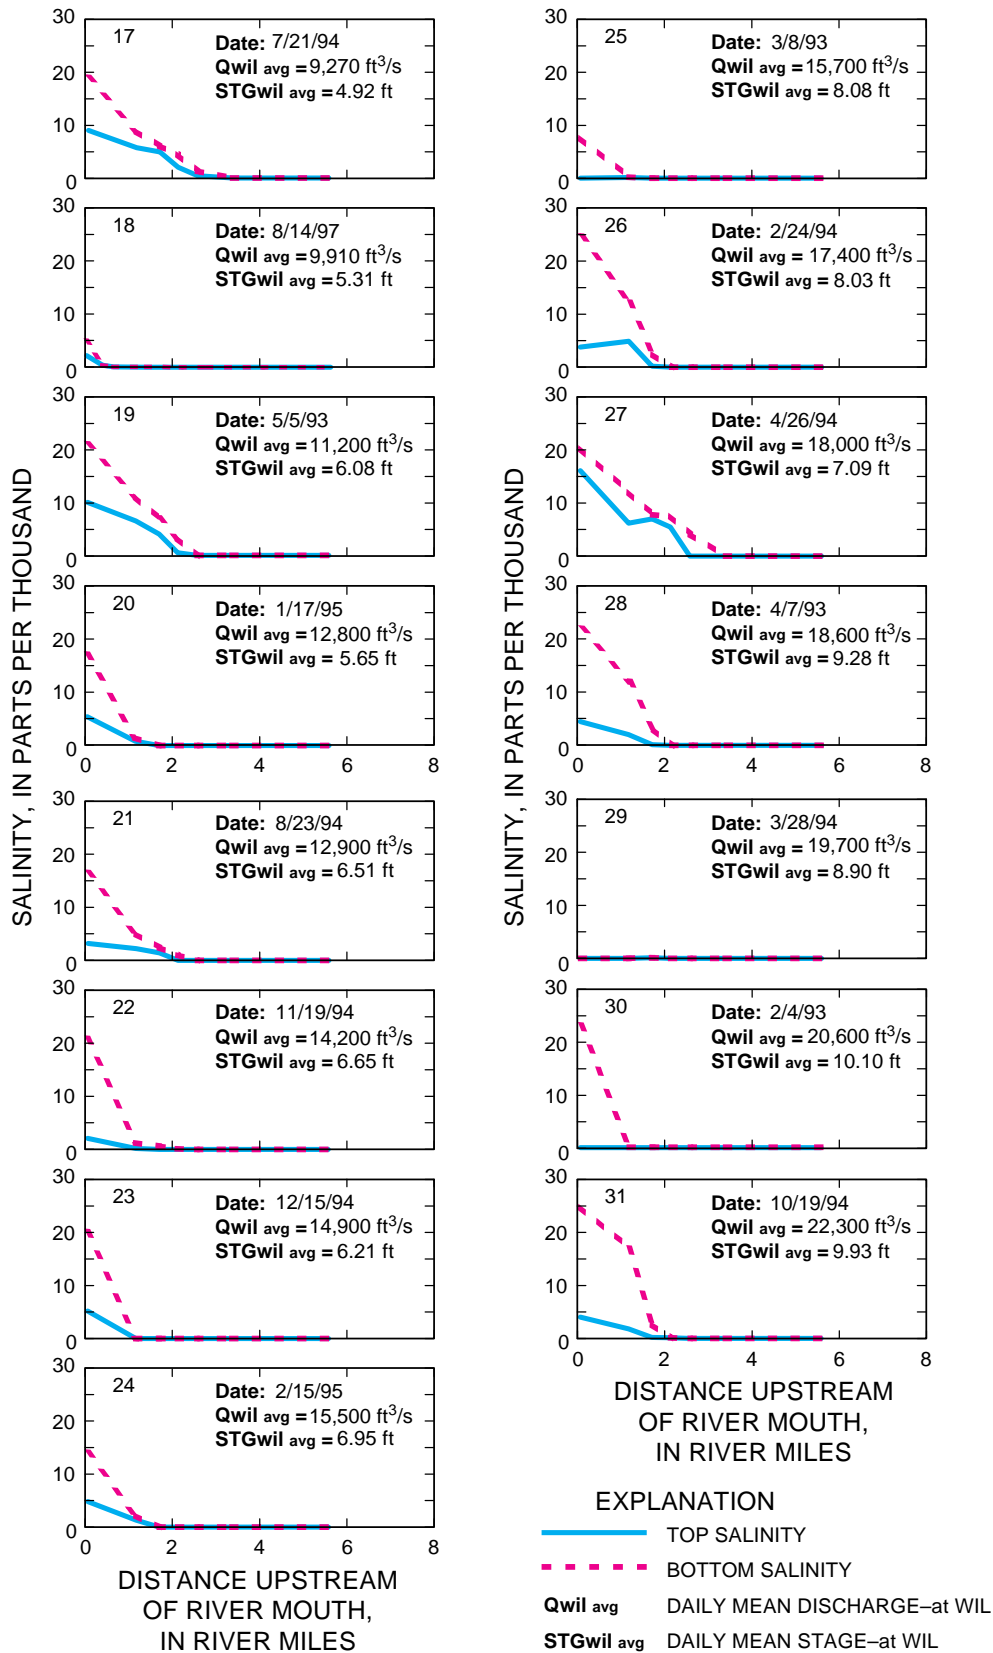 SALINITY, IN PARTS PER THOUSAND
30
20
10
0
17
Date: 7/21/94
Qwil avg = 9,270 ft³/s
STGwil avg = 4.92 ft
30
20
10
0
18
Date: 8/14/97
Qwil avg = 9,910 ft³/s
STGwil avg = 5.31 ft
30
20
10
0
19
Date: 5/5/93
Qwil avg = 11,200 ft³/s
STGwil avg = 6.08 ft
30
20
10
0
20
Date: 1/17/95
Qwil avg = 12,800 ft³/s
STGwil avg = 5.65 ft
0 2 4 6 8
30
20
10
0
21
Date: 8/23/94
Qwil avg = 12,900 ft³/s
STGwil avg = 6.51 ft
30
20
10
0
22
Date: 11/19/94
Qwil avg = 14,200 ft³/s
STGwil avg = 6.65 ft
30
20
10
0
23
Date: 12/15/94
Qwil avg = 14,900 ft³/s
STGwil avg = 6.21 ft
30
20
10
0
24
Date: 2/15/95
Qwil avg = 15,500 ft³/s
STGwil avg = 6.95 ft
0 2 4 6 8
DISTANCE UPSTREAM
OF RIVER MOUTH,
IN RIVER MILES
SALINITY, IN PARTS PER THOUSAND
30
20
10
0
25
Date: 3/8/93
Qwil avg = 15,700 ft³/s
STGwil avg = 8.08 ft
30
20
10
0
26
Date: 2/24/94
Qwil avg = 17,400 ft³/s
STGwil avg = 8.03 ft
30
20
10
0
27
Date: 4/26/94
Qwil avg = 18,000 ft³/s
STGwil avg = 7.09 ft
30
20
10
0
28
Date: 4/7/93
Qwil avg = 18,600 ft³/s
STGwil avg = 9.28 ft
0 2 4 6 8
30
20
10
0
29
Date: 3/28/94
Qwil avg = 19,700 ft³/s
STGwil avg = 8.90 ft
30
20
10
0
30
Date: 2/4/93
Qwil avg = 20,600 ft³/s
STGwil avg = 10.10 ft
30
20
10
0
31
Date: 10/19/94
Qwil avg = 22,300 ft³/s
STGwil avg = 9.93 ft
0 2 4 6 8
DISTANCE UPSTREAM
OF RIVER MOUTH,
IN RIVER MILES
EXPLANATION
TOP SALINITY
BOTTOM SALINITY
Qwil avg DAILY MEAN DISCHARGE–at WIL
STGwil avg DAILY MEAN STAGE–at WIL